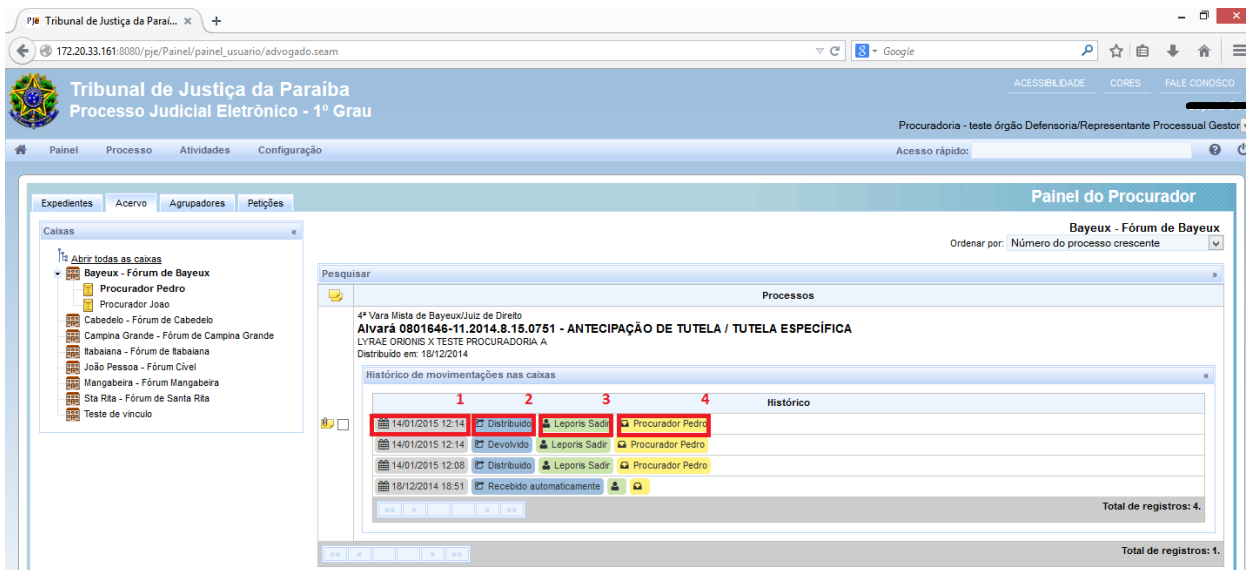 PJe Tribunal de Justiça da Paraí... × +
172.20.33.161:8080/pje/Painel/painel_usuario/advogado.seam
Google
Tribunal de Justiça da Paraíba
Processo Judicial Eletrônico - 1º Grau
ACESSIBILIDADE CORES FALE CONOSCO
Procuradoria - teste órgão Defensoria/Representante Processual Gestor
Painel Processo Atividades Configuração
Acesso rápido:
Expedientes Acervo Agrupadores Petições
Painel do Procurador
Caixas «
Abrir todas as caixas
Bayeux - Fórum de Bayeux
Procurador Pedro
Procurador Joao
Cabedelo - Fórum de Cabedelo
Campina Grande - Fórum de Campina Grande
Itabaiana - Fórum de Itabaiana
João Pessoa - Fórum Cível
Mangabeira - Fórum Mangabeira
Sta Rita - Fórum de Santa Rita
Teste de vinculo
Bayeux - Fórum de Bayeux
Ordenar por: Número do processo crescente
Pesquisar »
Processos
4ª Vara Mista de Bayeux/Juiz de Direito
Alvará 0801646-11.2014.8.15.0751 - ANTECIPAÇÃO DE TUTELA / TUTELA ESPECÍFICA
LYRAE ORIONIS X TESTE PROCURADORIA A
Distribuído em: 18/12/2014
Histórico de movimentações nas caixas «
1 2 3 4
Histórico
14/01/2015 12:14 Distribuido Leporis Sadir Procurador Pedro
14/01/2015 12:14 Devolvido Leporis Sadir Procurador Pedro
14/01/2015 12:08 Distribuido Leporis Sadir Procurador Pedro
18/12/2014 18:51 Recebido automaticamente
«« « » »»
Total de registros: 4.
«« « » »»
Total de registros: 1.